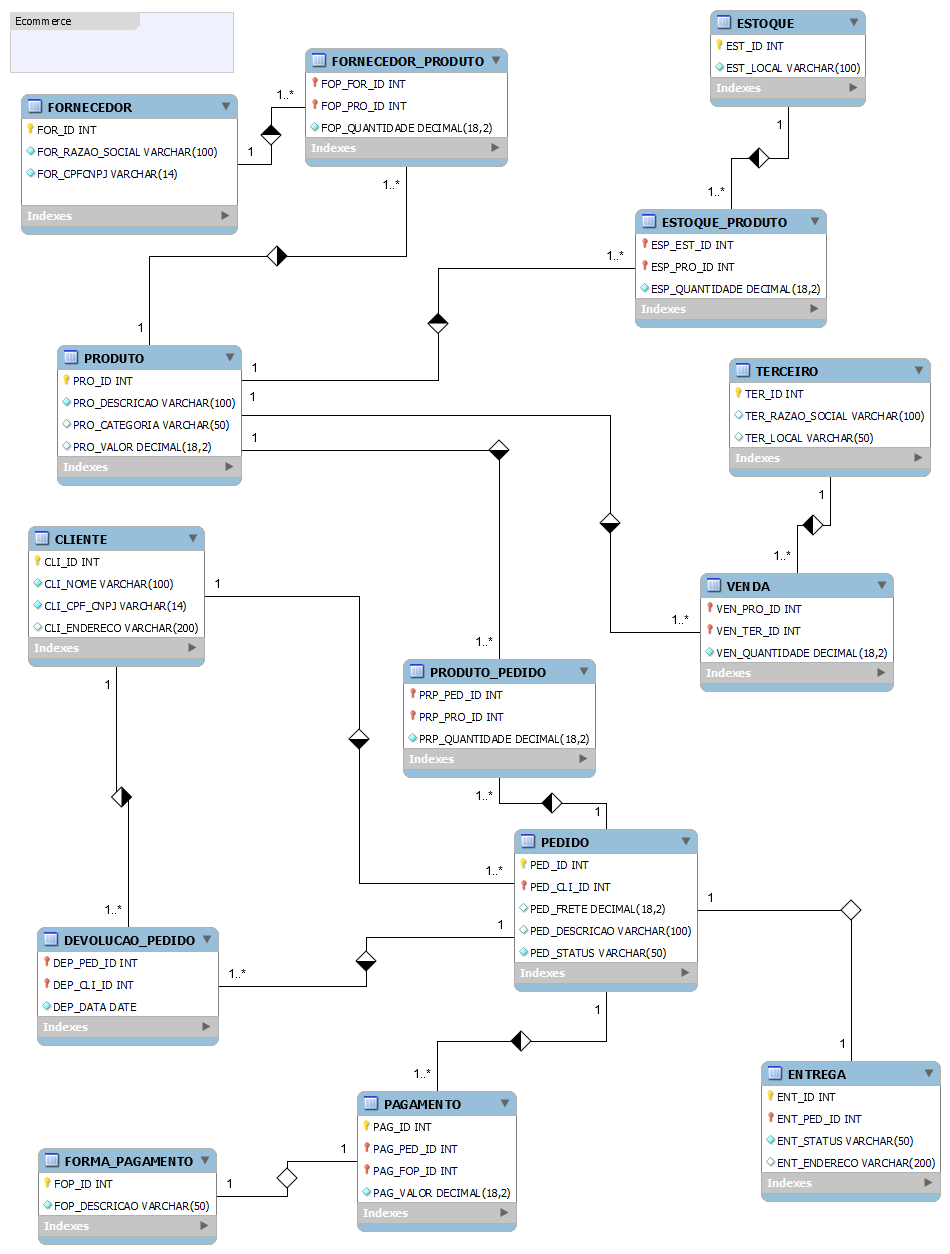 Ecommerce
FORNECEDOR
FOR_ID INT
FOR_RAZAO_SOCIAL VARCHAR(100)
FOR_CPFCNPJ VARCHAR(14)
Indexes
1
1..*
FORNECEDOR_PRODUTO
FOP_FOR_ID INT
FOP_PRO_ID INT
FOP_QUANTIDADE DECIMAL(18,2)
Indexes
1..*
1
ESTOQUE
EST_ID INT
EST_LOCAL VARCHAR(100)
Indexes
1
1..*
ESTOQUE_PRODUTO
ESP_EST_ID INT
ESP_PRO_ID INT
ESP_QUANTIDADE DECIMAL(18,2)
Indexes
1..*
PRODUTO
PRO_ID INT
PRO_DESCRICAO VARCHAR(100)
PRO_CATEGORIA VARCHAR(50)
PRO_VALOR DECIMAL(18,2)
Indexes
1
1
1
TERCEIRO
TER_ID INT
TER_RAZAO_SOCIAL VARCHAR(100)
TER_LOCAL VARCHAR(50)
Indexes
1
1..*
VENDA
VEN_PRO_ID INT
VEN_TER_ID INT
VEN_QUANTIDADE DECIMAL(18,2)
Indexes
1..*
CLIENTE
CLI_ID INT
CLI_NOME VARCHAR(100)
CLI_CPF_CNPJ VARCHAR(14)
CLI_ENDERECO VARCHAR(200)
Indexes
1
1
1..*
PRODUTO_PEDIDO
PRP_PED_ID INT
PRP_PRO_ID INT
PRP_QUANTIDADE DECIMAL(18,2)
Indexes
1..*
1
PEDIDO
PED_ID INT
PED_CLI_ID INT
PED_FRETE DECIMAL(18,2)
PED_DESCRICAO VARCHAR(100)
PED_STATUS VARCHAR(50)
Indexes
1..*
1
1
1
1..*
DEVOLUCAO_PEDIDO
DEP_PED_ID INT
DEP_CLI_ID INT
DEP_DATA DATE
Indexes
1..*
1..*
PAGAMENTO
PAG_ID INT
PAG_PED_ID INT
PAG_FOP_ID INT
PAG_VALOR DECIMAL(18,2)
Indexes
1
1
FORMA_PAGAMENTO
FOP_ID INT
FOP_DESCRICAO VARCHAR(50)
Indexes
1
ENTREGA
ENT_ID INT
ENT_PED_ID INT
ENT_STATUS VARCHAR(50)
ENT_ENDERECO VARCHAR(200)
Indexes